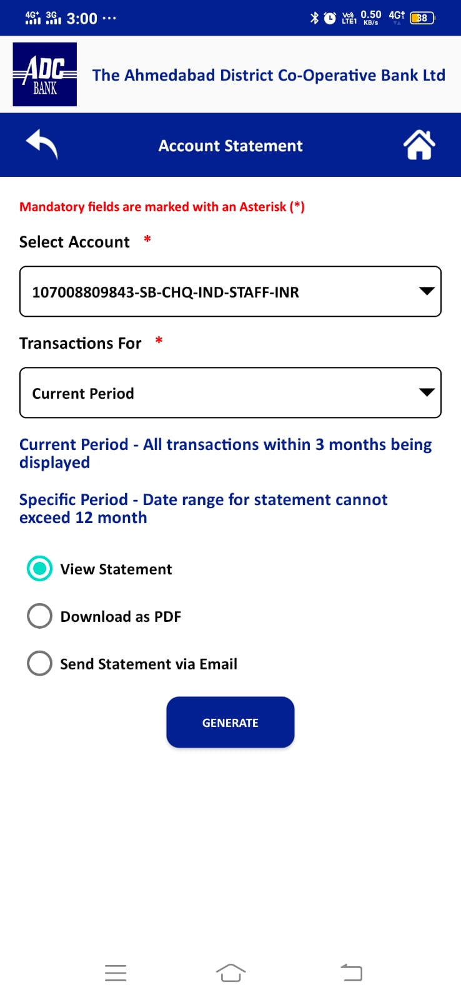 4G+ 3G 3:00 ... Vo)) LTE1 0.50 KB/s 4G 38
ADC
BANK
The Ahmedabad District Co-Operative Bank Ltd
Account Statement
Mandatory fields are marked with an Asterisk (*)
Select Account *
107008809843-SB-CHQ-IND-STAFF-INR
Transactions For *
Current Period
Current Period - All transactions within 3 months being
displayed
Specific Period - Date range for statement cannot
exceed 12 month
View Statement
Download as PDF
Send Statement via Email
GENERATE